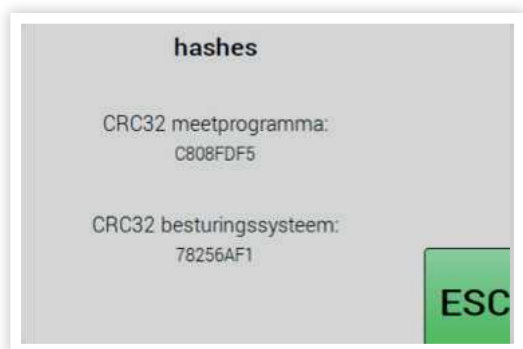 hashes
CRC32 meetprogramma:
C808FDF5
CRC32 besturingssysteem:
78256AF1
ESC